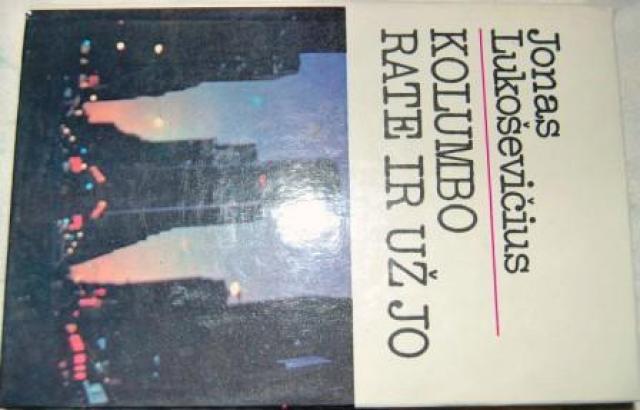 Jonas
Lukoševičius
KOLUMBO
RATE IR UŽ JO